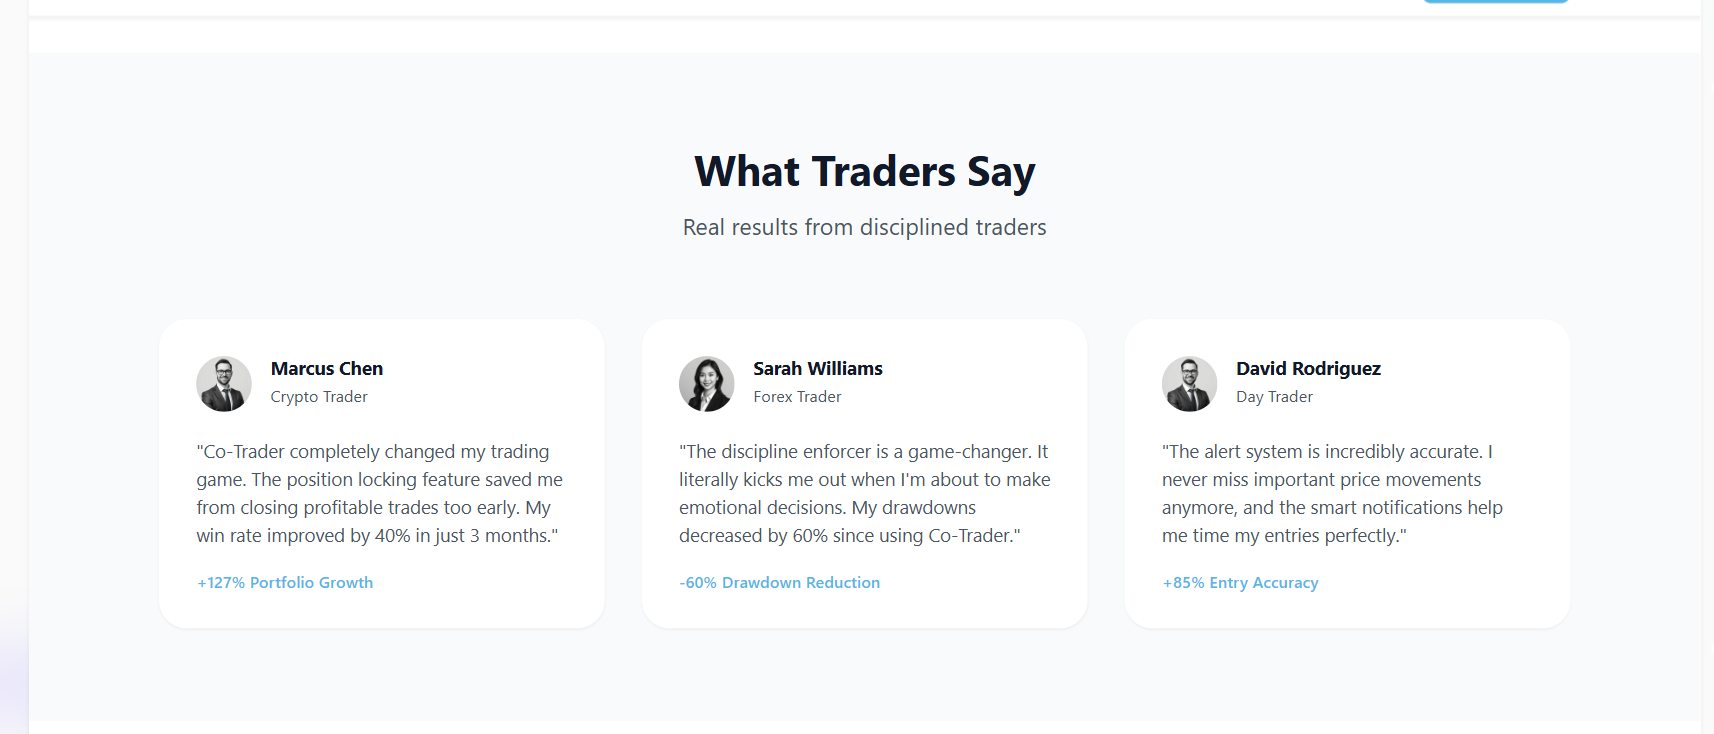 What Traders Say
Real results from disciplined traders
Marcus Chen
Crypto Trader
"Co-Trader completely changed my trading
game. The position locking feature saved me
from closing profitable trades too early. My
win rate improved by 40% in just 3 months."
+127% Portfolio Growth
Sarah Williams
Forex Trader
"The discipline enforcer is a game-changer. It
literally kicks me out when I'm about to make
emotional decisions. My drawdowns
decreased by 60% since using Co-Trader."
-60% Drawdown Reduction
David Rodriguez
Day Trader
"The alert system is incredibly accurate. I
never miss important price movements
anymore, and the smart notifications help
me time my entries perfectly."
+85% Entry Accuracy